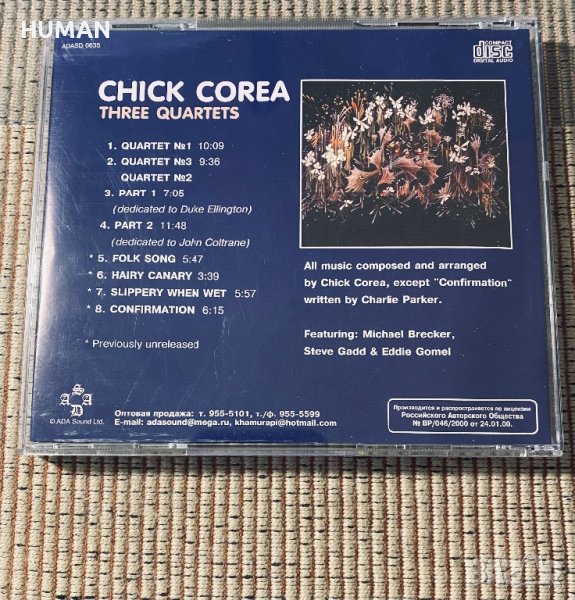 HUMAN
ADASD 0635
COMPACT
disc
DIGITAL AUDIO
CHICK COREA
THREE QUARTETS
1. QUARTET №1 10:09
2. QUARTET №3 9:36
QUARTET №2
3. PART 1 7:05
(dedicated to Duke Ellington)
4. PART 2 11:48
(dedicated to John Coltrane)
* 5. FOLK SONG 5:47
* 6. HAIRY CANARY 3:39
* 7. SLIPPERY WHEN WET 5:57
* 8. CONFIRMATION 6:15
* Previously unreleased
All music composed and arranged
by Chick Corea, except "Confirmation"
written by Charlie Parker.
Featuring: Michael Brecker,
Steve Gadd & Eddie Gomel
S
A A
D
© ADA Sound Ltd.
Оптовая продажа: т. 955-5101, т./ф. 955-5599
E-mail: adasound@mega.ru, khamurapi@hotmail.com
Производится и распространяется по лицензии
Российского Авторского Общества
№ ВР/046/2000 от 24.01.00.